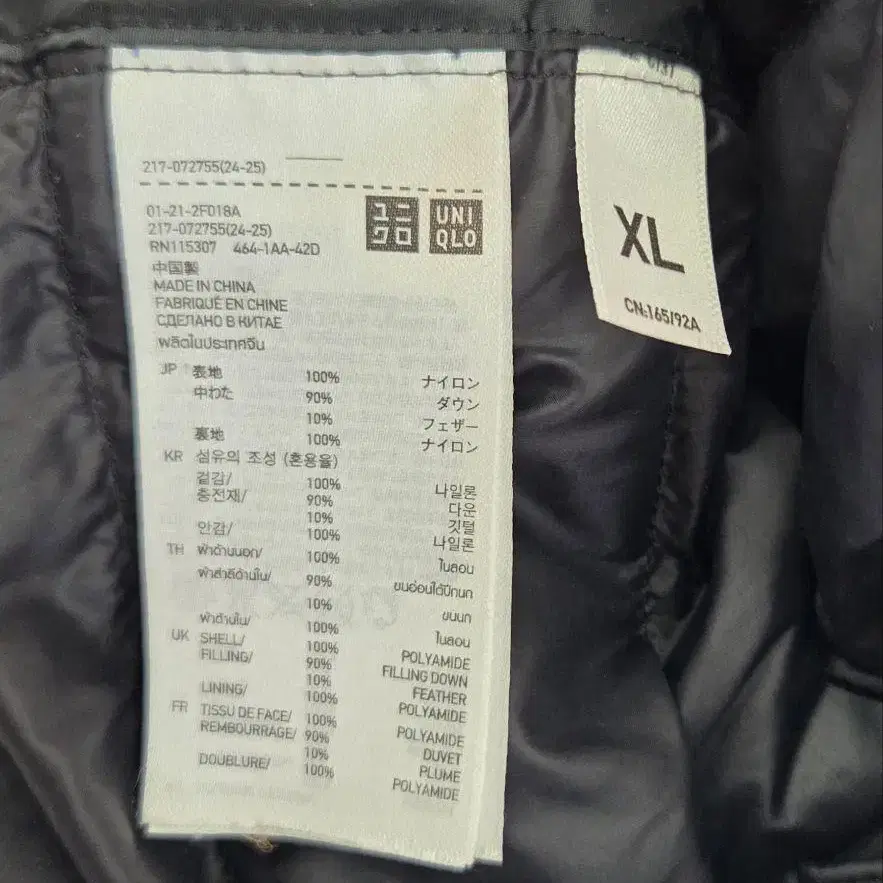 217-072755(24-25)
01-21-2F018A
217-072755(24-25)
RN115307 464-1AA-42D
ユニ
クロ
UNI
QLO
中国製
MADE IN CHINA
FABRIQUÉ EN CHINE
СДЕЛАНО В КИТАЕ
ผลิตในประเทศจีน
JP 表地 100% ナイロン
中わた 90% ダウン
10% フェザー
裏地 100% ナイロン
KR 섬유의 조성 (혼용율)
겉감/ 100% 나일론
충전재/ 90% 다운
10% 깃털
안감/ 100% 나일론
TH ผ้าด้านนอก/ 100% ไนลอน
ผ้าสำลีด้านใน/ 90% ขนอ่อนใต้ปีกนก
10% ขนนก
ผ้าด้านใน/ 100% ไนลอน
UK SHELL/ 100% POLYAMIDE
FILLING/ 90% FILLING DOWN
10% FEATHER
LINING/ 100% POLYAMIDE
FR TISSU DE FACE/ 100% POLYAMIDE
REMBOURRAGE/ 90% DUVET
10% PLUME
DOUBLURE/ 100% POLYAMIDE
XL
CN:165/92A